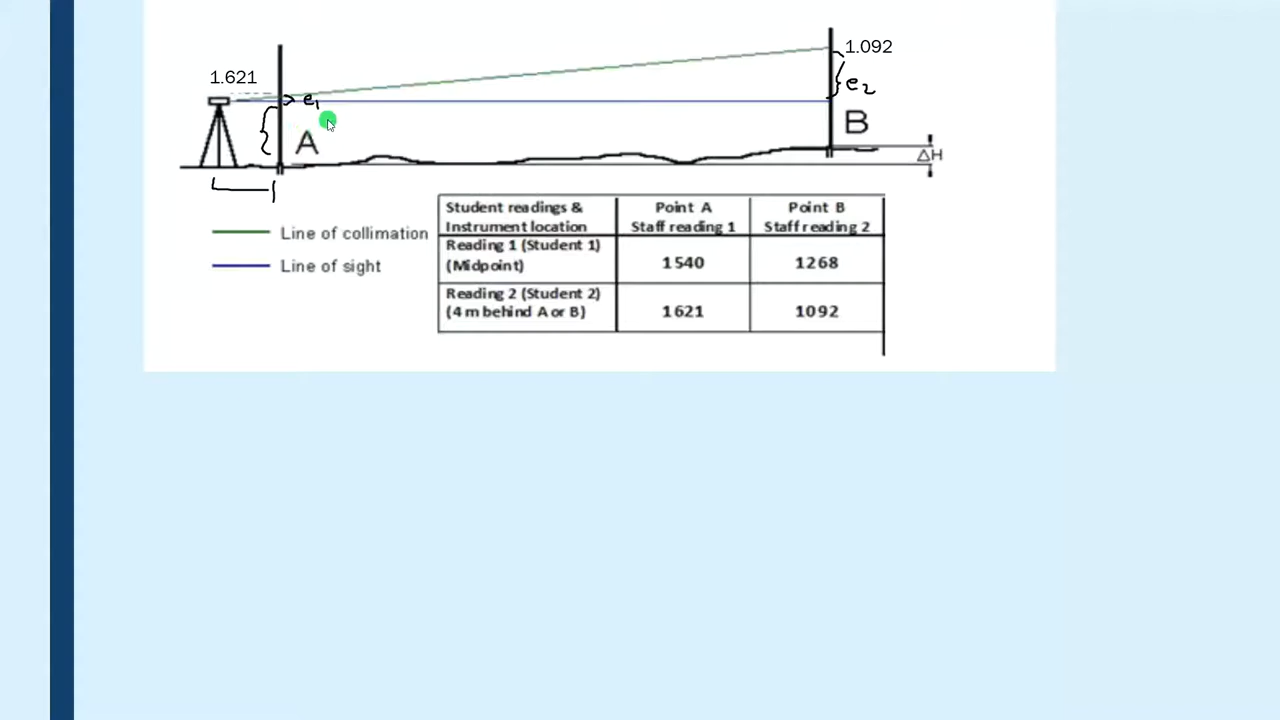 1.092
1.621
e2
e1
B
A
ΔH
Line of collimation
Line of sight
Student readings & Instrument location
Point A Staff reading 1
Point B Staff reading 2
Reading 1 (Student 1) (Midpoint)
1540
1268
Reading 2 (Student 2) (4 m behind A or B)
1621
1092